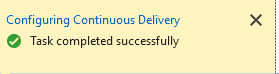 Configuring Continuous Delivery
Task completed successfully